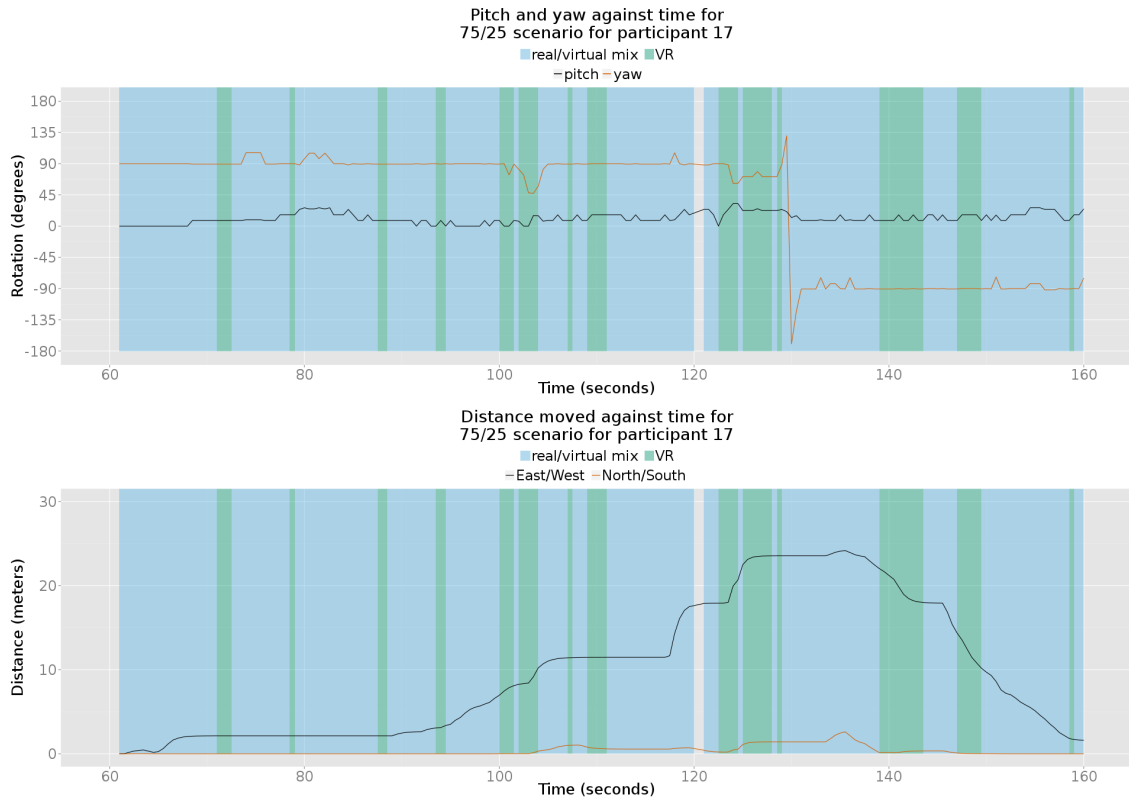 Pitch and yaw against time for
75/25 scenario for participant 17
real/virtual mix VR
pitch yaw
180
135
90
45
0
-45
-90
-135
-180
Rotation (degrees)
60 80 100 120 140 160
Time (seconds)
Distance moved against time for
75/25 scenario for participant 17
real/virtual mix VR
East/West North/South
30
20
10
0
Distance (meters)
60 80 100 120 140 160
Time (seconds)